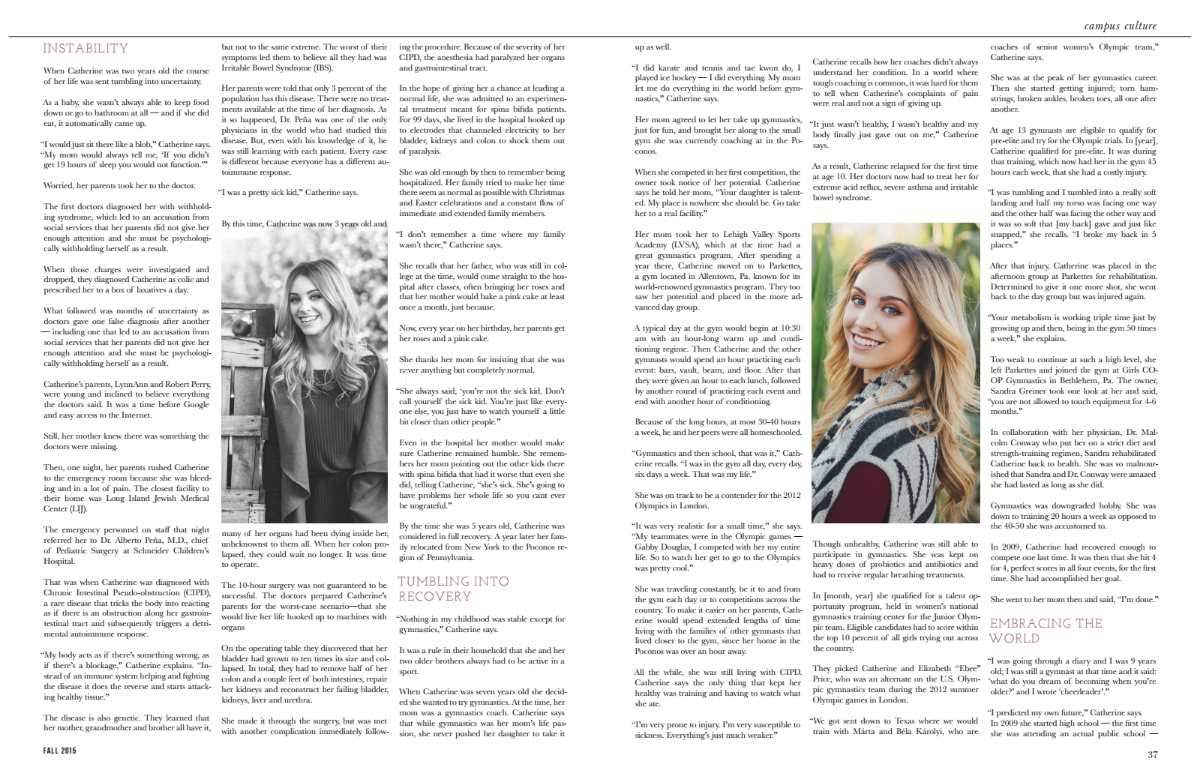 campus culture
INSTABILITY
When Catherine was two years old the course
of her life was sent tumbling into uncertainty.
As a baby, she wasn't always able to keep food
down or go to bathroom at all — and if she did
eat, it automatically came up.
"I would just sit there like a blob," Catherine says.
"My mom would always tell me, 'If you didn't
get 19 hours of sleep you would not function.'"
Worried, her parents took her to the doctor.
The first doctors diagnosed her with withhold-
ing syndrome, which led to an accusation from
social services that her parents did not give her
enough attention and she must be psychologi-
cally withholding herself as a result.
When those charges were investigated and
dropped, they diagnosed Catherine as colic and
prescribed her to a box of laxatives a day.
What followed was months of uncertainty as
doctors gave one false diagnosis after another
— including one that led to an accusation from
social services that her parents did not give her
enough attention and she must be psychologi-
cally withholding herself as a result.
Catherine's parents, LynnAnn and Robert Perry,
were young and inclined to believe everything
the doctors said. It was a time before Google
and easy access to the Internet.
Still, her mother knew there was something the
doctors were missing.
Then, one night, her parents rushed Catherine
to the emergency room because she was bleed-
ing and in a lot of pain. The closest facility to
their home was Long Island Jewish Medical
Center (LIJ).
The emergency personnel on staff that night
referred her to Dr. Alberto Peña, M.D., chief
of Pediatric Surgery at Schneider Children's
Hospital.
That was when Catherine was diagnosed with
Chronic Intestinal Pseudo-obstruction (CIPD),
a rare disease that tricks the body into reacting
as if there is an obstruction along her gastroin-
testinal tract and subsequently triggers a detri-
mental autoimmune response.
"My body acts as if there's something wrong, as
if there's a blockage," Catherine explains. "In-
stead of an immune system helping and fighting
the disease it does the reverse and starts attack-
ing healthy tissue."
The disease is also genetic. They learned that
her mother, grandmother and brother all have it,
but not to the same extreme. The worst of their
symptoms led them to believe all they had was
Irritable Bowel Syndrome (IBS).
Her parents were told that only 3 percent of the
population has this disease. There were no treat-
ments available at the time of her diagnosis. As
it so happened, Dr. Peña was one of the only
physicians in the world who had studied this
disease. But, even with his knowledge of it, he
was still learning with each patient. Every case
is different because everyone has a different au-
toimmune response.
"I was a pretty sick kid," Catherine says.
By this time, Catherine was now 3 years old and
many of her organs had been dying inside her,
unbeknownst to them all. When her colon pro-
lapsed, they could wait no longer. It was time
to operate.
The 10-hour surgery was not guaranteed to be
successful. The doctors prepared Catherine's
parents for the worst-case scenario—that she
would live her life hooked up to machines with
organs
On the operating table they discovered that her
bladder had grown to ten times its size and col-
lapsed. In total, they had to remove half of her
colon and a couple feet of both intestines, repair
her kidneys and reconstruct her failing bladder,
kidneys, liver and urethra.
She made it through the surgery, but was met
with another complication immediately follow-
ing the procedure. Because of the severity of her
CIPD, the anesthesia had paralyzed her organs
and gastrointestinal tract.
In the hope of giving her a chance at leading a
normal life, she was admitted to an experimen-
tal treatment meant for spina bifida patients.
For 99 days, she lived in the hospital hooked up
to electrodes that channeled electricity to her
bladder, kidneys and colon to shock them out
of paralysis.
She was old enough by then to remember being
hospitalized. Her family tried to make her time
there seem as normal as possible with Christmas
and Easter celebrations and a constant flow of
immediate and extended family members.
"I don't remember a time where my family
wasn't there," Catherine says.
She recalls that her father, who was still in col-
lege at the time, would come straight to the hos-
pital after classes, often bringing her roses and
that her mother would bake a pink cake at least
once a month, just because.
Now, every year on her birthday, her parents get
her roses and a pink cake.
She thanks her mom for insisting that she was
never anything but completely normal.
"She always said, 'you're not the sick kid. Don't
call yourself the sick kid. You're just like every-
one else, you just have to watch yourself a little
bit closer than other people."
Even in the hospital her mother would make
sure Catherine remained humble. She remem-
bers her mom pointing out the other kids there
with spina bifida that had it worse that even she
did, telling Catherine, "she's sick. She's going to
have problems her whole life so you cant ever
be ungrateful."
By the time she was 5 years old, Catherine was
considered in full recovery. A year later her fam-
ily relocated from New York to the Poconos re-
gion of Pennsylvania.
TUMBLING INTO
RECOVERY
"Nothing in my childhood was stable except for
gymnastics," Catherine says.
It was a rule in their household that she and her
two older brothers always had to be active in a
sport.
When Catherine was seven years old she decid-
ed she wanted to try gymnastics. At the time, her
mom was a gymnastics coach. Catherine says
that while gymnastics was her mom's life pas-
sion, she never pushed her daughter to take it
up as well.
"I did karate and tennis and tae kwon do, I
played ice hockey — I did everything. My mom
let me do everything in the world before gym-
nastics," Catherine says.
Her mom agreed to let her take up gymnastics,
just for fun, and brought her along to the small
gym she was currently coaching at in the Po-
conos.
When she competed in her first competition, the
owner took notice of her potential. Catherine
says he told her mom, "Your daughter is talent-
ed. My place is nowhere she should be. Go take
her to a real facility."
Her mom took her to Lehigh Valley Sports
Academy (LVSA), which at the time had a
great gymnastics program. After spending a
year there, Catherine moved on to Parkettes,
a gym located in Allentown, Pa. known for its
world-renowned gymnastics program. They too
saw her potential and placed in the more ad-
vanced day group.
A typical day at the gym would begin at 10:30
am with an hour-long warm up and condi-
tioning regime. Then Catherine and the other
gymnasts would spend an hour practicing each
event: bars, vault, beam, and floor. After that
they were given an hour to each lunch, followed
by another round of practicing each event and
end with another hour of conditioning.
Because of the long hours, at most 30-40 hours
a week, he and her peers were all homeschooled.
"Gymnastics and then school, that was it," Cath-
erine recalls. "I was in the gym all day, every day,
six days a week. That was my life."
She was on track to be a contender for the 2012
Olympics in London.
"It was very realistic for a small time," she says.
"My teammates were in the Olympic games —
Gabby Douglas, I competed with her my entire
life. So to watch her get to go to the Olympics
was pretty cool."
She was traveling constantly, be it to and from
the gym each day or to competitions across the
country. To make it easier on her parents, Cath-
erine would spend extended lengths of time
living with the families of other gymnasts that
lived closer to the gym, since her home in the
Poconos was over an hour away.
All the while, she was still living with CIPD.
Catherine says the only thing that kept her
healthy was training and having to watch what
she ate.
"I'm very prone to injury. I'm very susceptible to
sickness. Everything's just much weaker."
Catherine recalls how her coaches didn't always
understand her condition. In a world where
tough coaching is common, it was hard for them
to tell when Catherine's complaints of pain
were real and not a sign of giving up.
"It just wasn't healthy, I wasn't healthy and my
body finally just gave out on me," Catherine
says.
As a result, Catherine relapsed for the first time
at age 10. Her doctors now had to treat her for
extreme acid reflux, severe asthma and irritable
bowel syndrome.
Though unhealthy, Catherine was still able to
participate in gymnastics. She was kept on
heavy doses of probiotics and antibiotics and
had to receive regular breathing treatments.
In [month, year] she qualified for a talent op-
portunity program, held in women's national
gymnastics training center for the Junior Olym-
pic team. Eligible candidates had to score within
the top 10 percent of all girls trying out across
the country.
They picked Catherine and Elizabeth "Ebee"
Price, who was an alternate on the U.S. Olym-
pic gymnastics team during the 2012 summer
Olympic games in London.
"We got sent down to Texas where we would
train with Márta and Béla Károlyi, who are
coaches of senior women's Olympic team,"
Catherine says.
She was at the peak of her gymnastics career.
Then she started getting injured; torn ham-
strings, broken ankles, broken toes, all one after
another.
At age 13 gymnasts are eligible to qualify for
pre-elite and try for the Olympic trials. In [year],
Catherine qualified for pre-elite. It was during
that training, which now had her in the gym 45
hours each week, that she had a costly injury.
"I was tumbling and I tumbled into a really soft
landing and half my torso was facing one way
and the other half was facing the other way and
it was so soft that [my back] gave and just like
snapped," she recalls. "I broke my back in 5
places."
After that injury, Catherine was placed in the
afternoon group at Parkettes for rehabilitation.
Determined to give it one more shot, she went
back to the day group but was injured again.
"Your metabolism is working triple time just by
growing up and then, being in the gym 50 times
a week," she explains.
Too weak to continue at such a high level, she
left Parkettes and joined the gym at Girls CO-
OP Gymnastics in Bethlehem, Pa. The owner,
Sandra Greiner took one look at her and said,
"you are not allowed to touch equipment for 4-6
months."
In collaboration with her physician, Dr. Mal-
colm Conway who put her on a strict diet and
strength-training regimen, Sandra rehabilitated
Catherine back to health. She was so malnour-
ished that Sandra and Dr. Conway were amazed
she had lasted as long as she did.
Gymnastics was downgraded hobby. She was
down to training 20 hours a week as opposed to
the 40-50 she was accustomed to.
In 2009, Catherine had recovered enough to
compete one last time. It was then that she hit 4
for 4, perfect scores in all four events, for the first
time. She had accomplished her goal.
She went to her mom then and said, "I'm done."
EMBRACING THE
WORLD
"I was going through a diary and I was 9 years
old; I was still a gymnast at that time and it said:
'what do you dream of becoming when you're
older?' and I wrote 'cheerleader'."
"I predicted my own future," Catherine says.
In 2009 she started high school — the first time
she was attending an actual public school —
FALL 2015
37